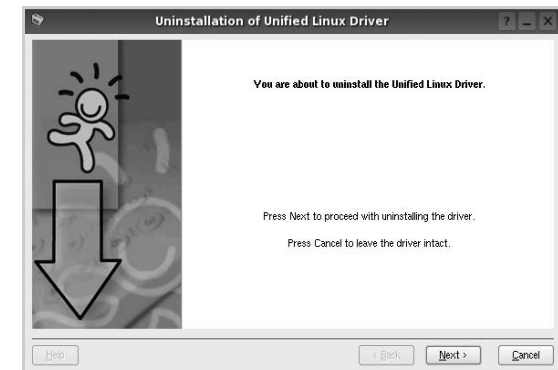 Uninstallation of Unified Linux Driver
You are about to uninstall the Unified Linux Driver.
Press Next to proceed with uninstalling the driver.
Press Cancel to leave the driver intact.
Help
< Back
Next >
Cancel